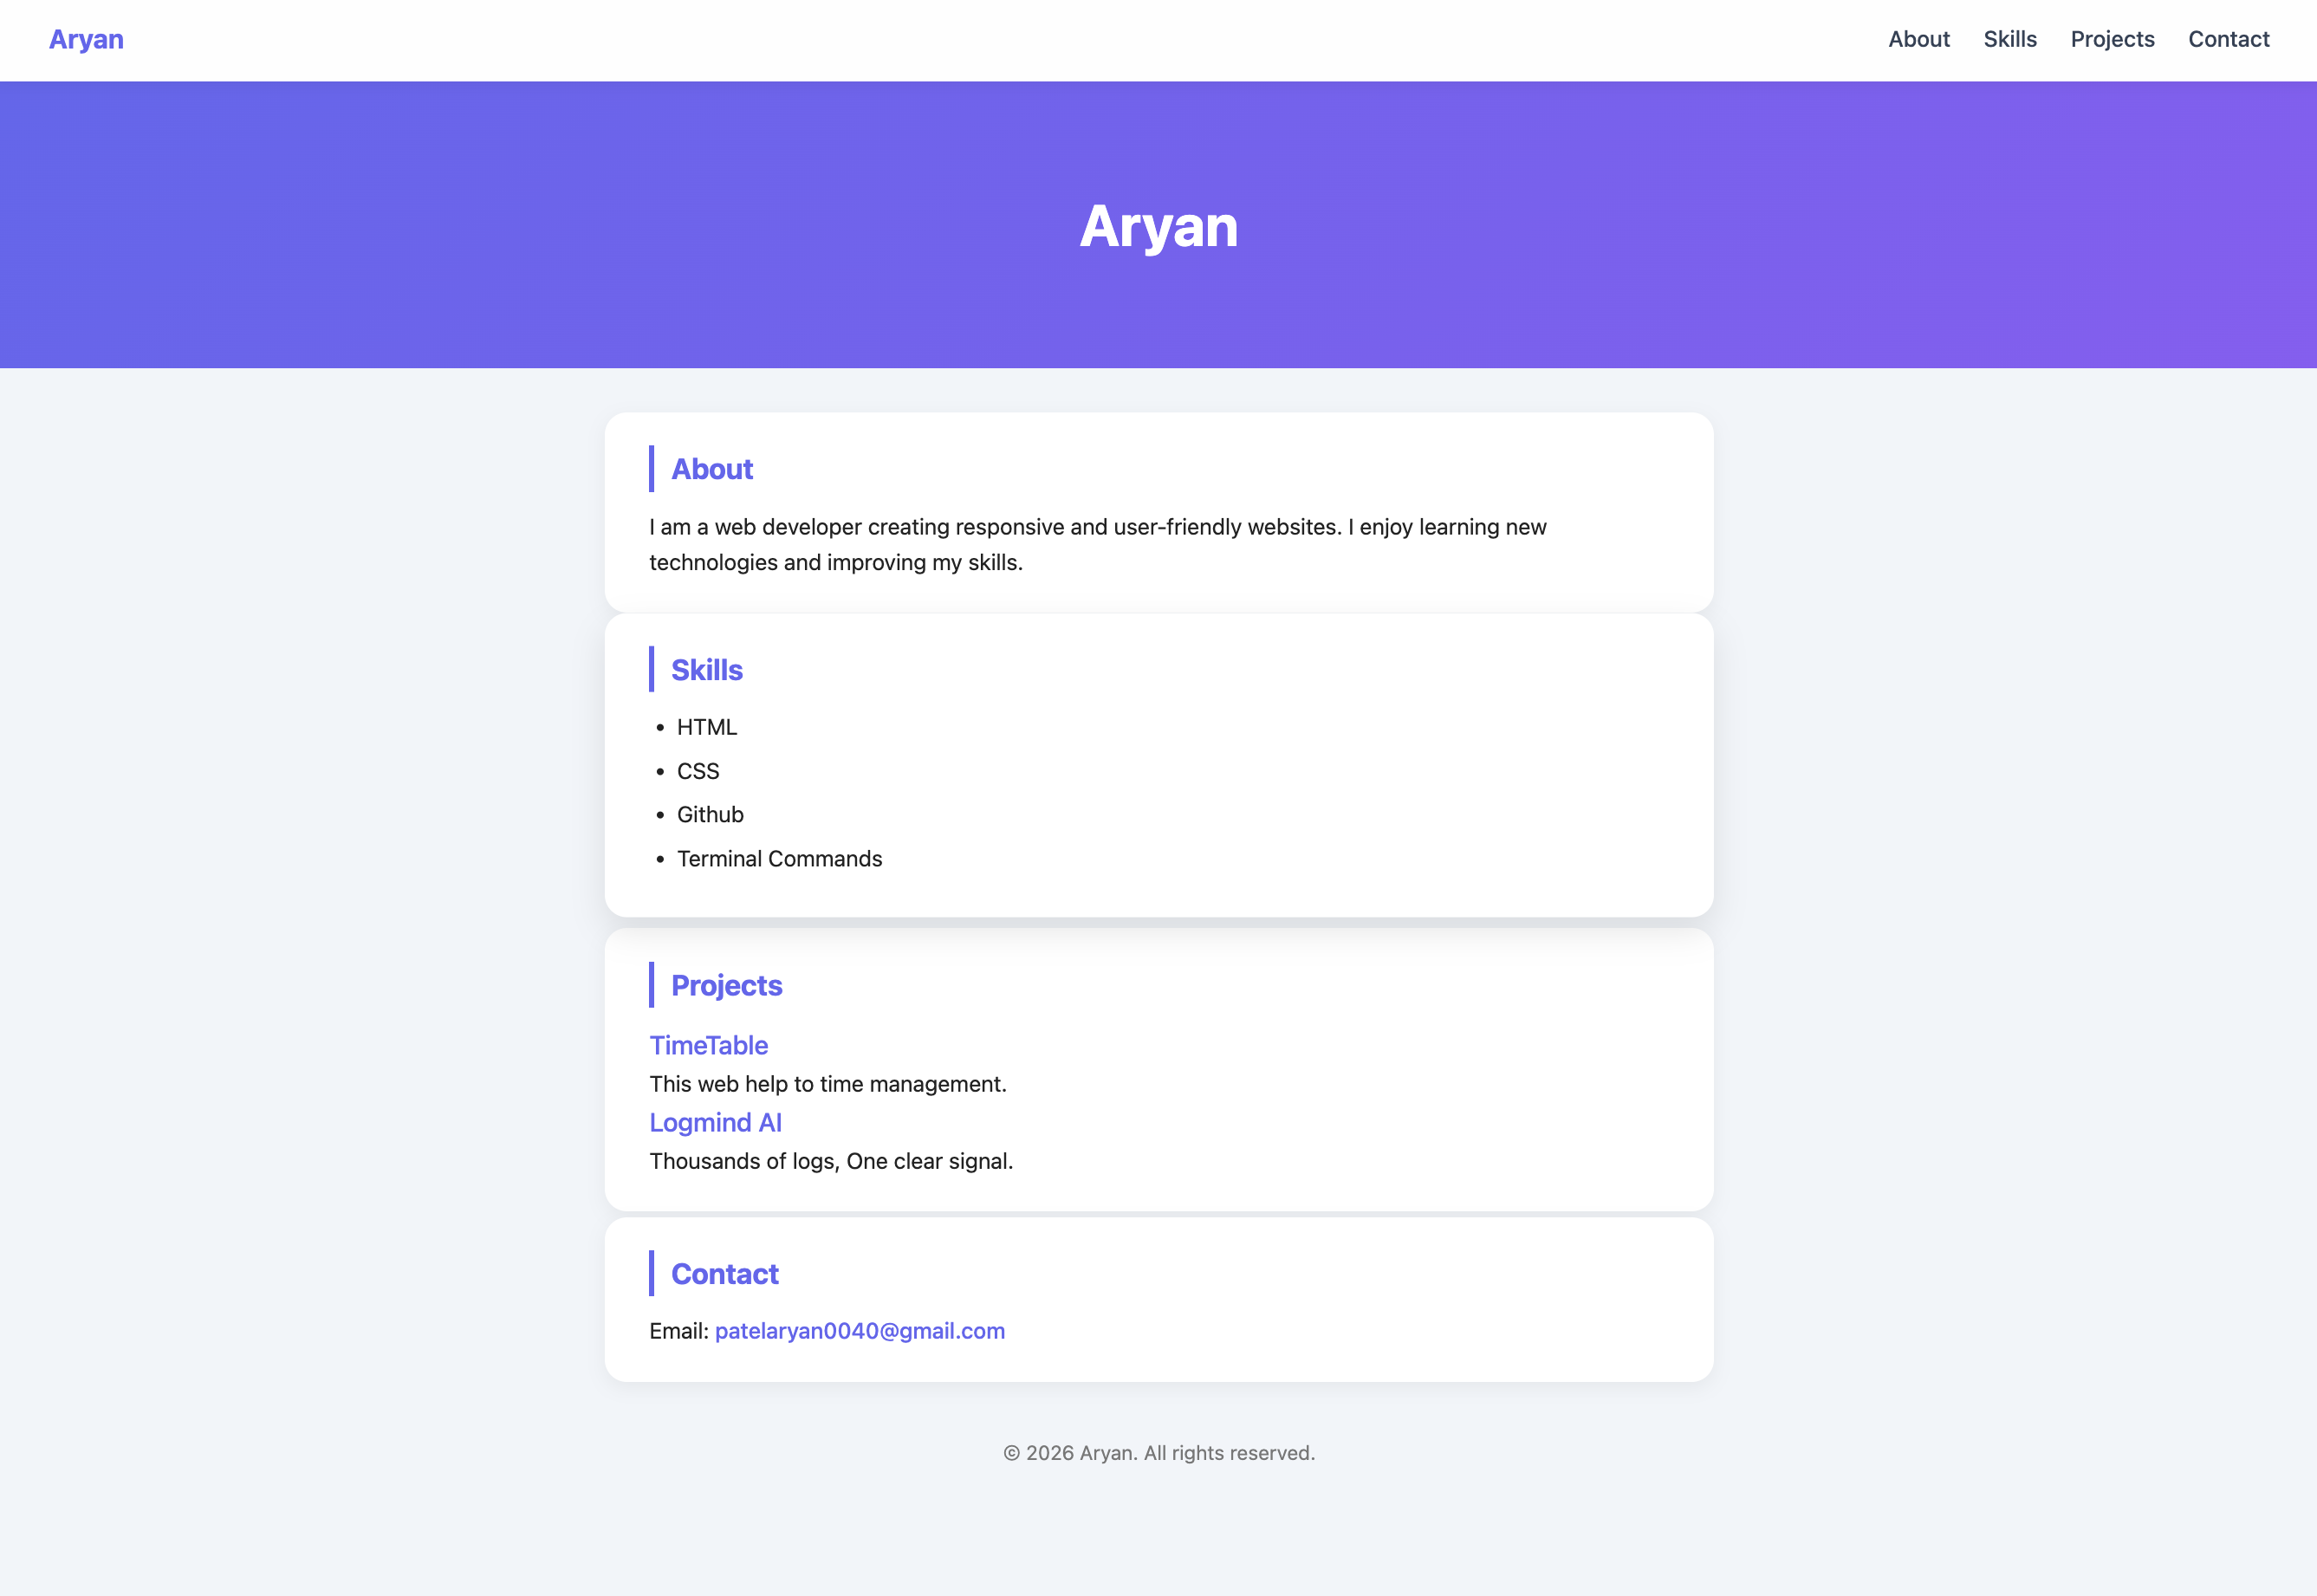 Aryan
About Skills Projects Contact
Aryan
About
I am a web developer creating responsive and user-friendly websites. I enjoy learning new
technologies and improving my skills.
Skills
• HTML
• CSS
• Github
• Terminal Commands
Projects
TimeTable
This web help to time management.
Logmind AI
Thousands of logs, One clear signal.
Contact
Email: patelaryan0040@gmail.com
© 2026 Aryan. All rights reserved.